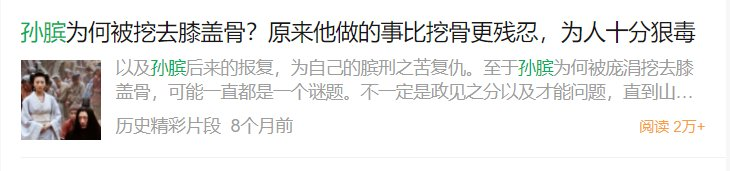 孙膑为何被挖去膝盖骨？原来他做的事比挖骨更残忍，为人十分狠毒
以及孙膑后来的报复，为自己的膑刑之苦复仇。至于孙膑为何被庞涓挖去膝
盖骨，可能一直都是一个谜题。不一定是政见之分以及才能问题，直到山...
历史精彩片段 8个月前
阅读 2万+